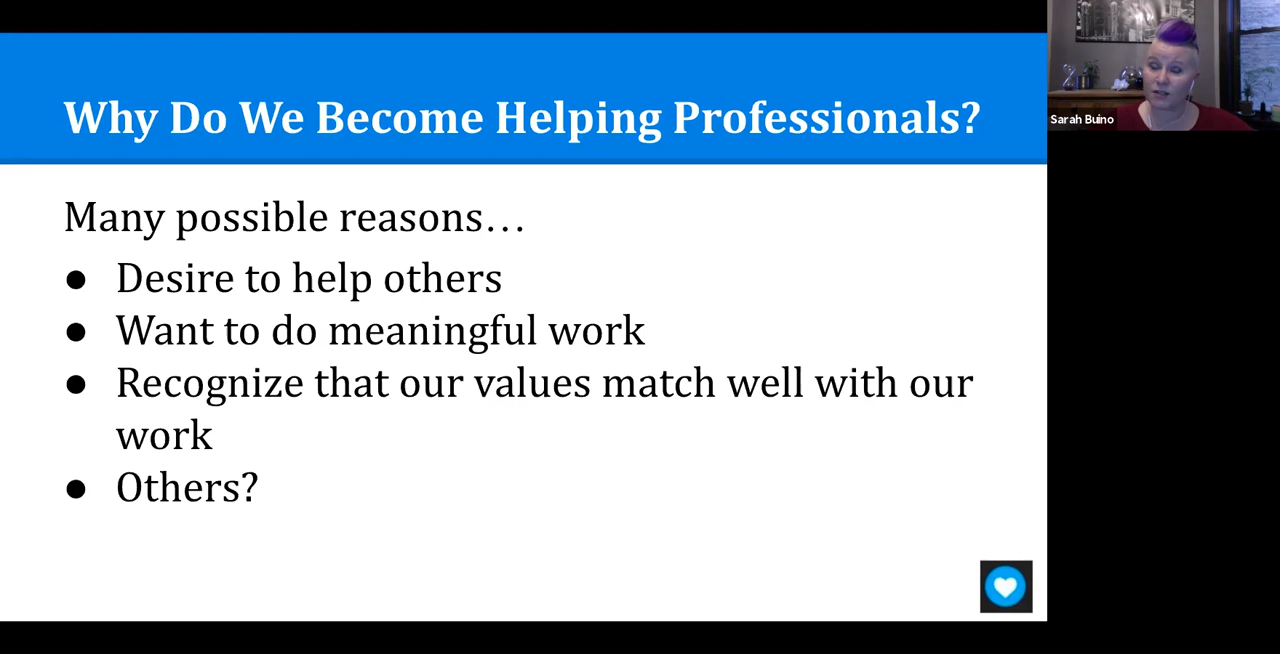 Why Do We Become Helping Professionals?
Sarah Buino
Many possible reasons…
● Desire to help others
● Want to do meaningful work
● Recognize that our values match well with our
work
● Others?